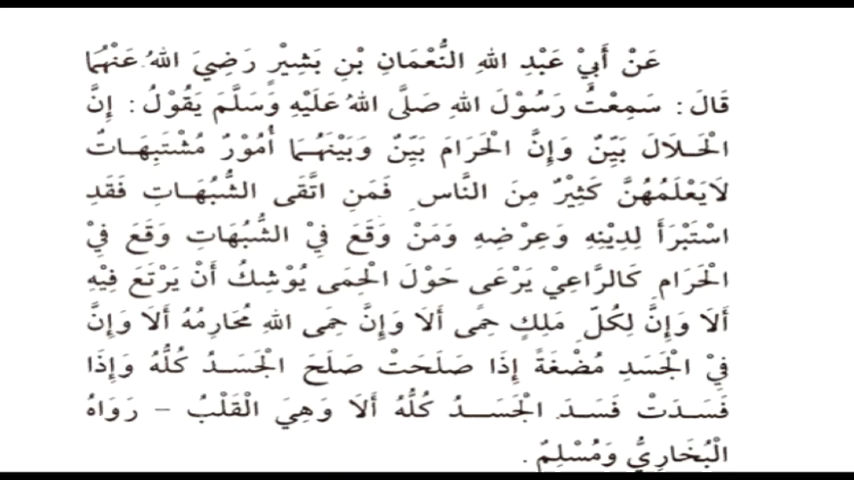 عَنْ أَبِيْ عَبْدِ اللهِ النُّعْمَانِ بْنِ بَشِيْرٍ رَضِيَ اللهُ عَنْهُمَا
قَالَ : سَمِعْتُ رَسُوْلَ اللهِ صَلَّى اللهُ عَلَيْهِ وَسَلَّمَ يَقُوْلُ : إِنَّ
الْحَلَالَ بَيِّنٌ وَإِنَّ الْحَرَامَ بَيِّنٌ وَبَيْنَهُمَا أُمُوْرٌ مُشْتَبِهَاتٌ
لَايَعْلَمُهُنَّ كَثِيْرٌ مِنَ النَّاسِ فَمَنِ اتَّقَى الشُّبُهَاتِ فَقَدِ
اسْتَبْرَأَ لِدِيْنِهِ وَعِرْضِهِ وَمَنْ وَقَعَ فِيْ الشُّبُهَاتِ وَقَعَ فِيْ
الْحَرَامِ كَالرَّاعِيْ يَرْعَى حَوْلَ الْحِمَى يُوْشِكُ أَنْ يَرْتَعَ فِيْهِ
أَلَا وَإِنَّ لِكُلِّ مَلِكٍ حِمًى أَلَا وَإِنَّ حِمَى اللهِ مَحَارِمُهُ أَلَا وَإِنَّ
فِيْ الْجَسَدِ مُضْغَةً إِذَا صَلَحَتْ صَلَحَ الْجَسَدُ كُلُّهُ وَإِذَا
فَسَدَتْ فَسَدَ الْجَسَدُ كُلُّهُ أَلَا وَهِيَ الْقَلْبُ – رَوَاهُ
الْبُخَارِيُّ وَمُسْلِمٌ .